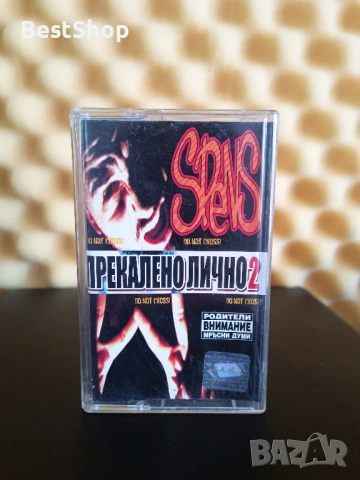 BestShop
SPENS
DO NOT CROSS!
DO NOT CROSS!
ПРЕКАЛЕНО ЛИЧНО 2
DO NOT CROSS!
DO NOT CROSS!
РОДИТЕЛИ
ВНИМАНИЕ
МРЪСНИ ДУМИ
BAZAR